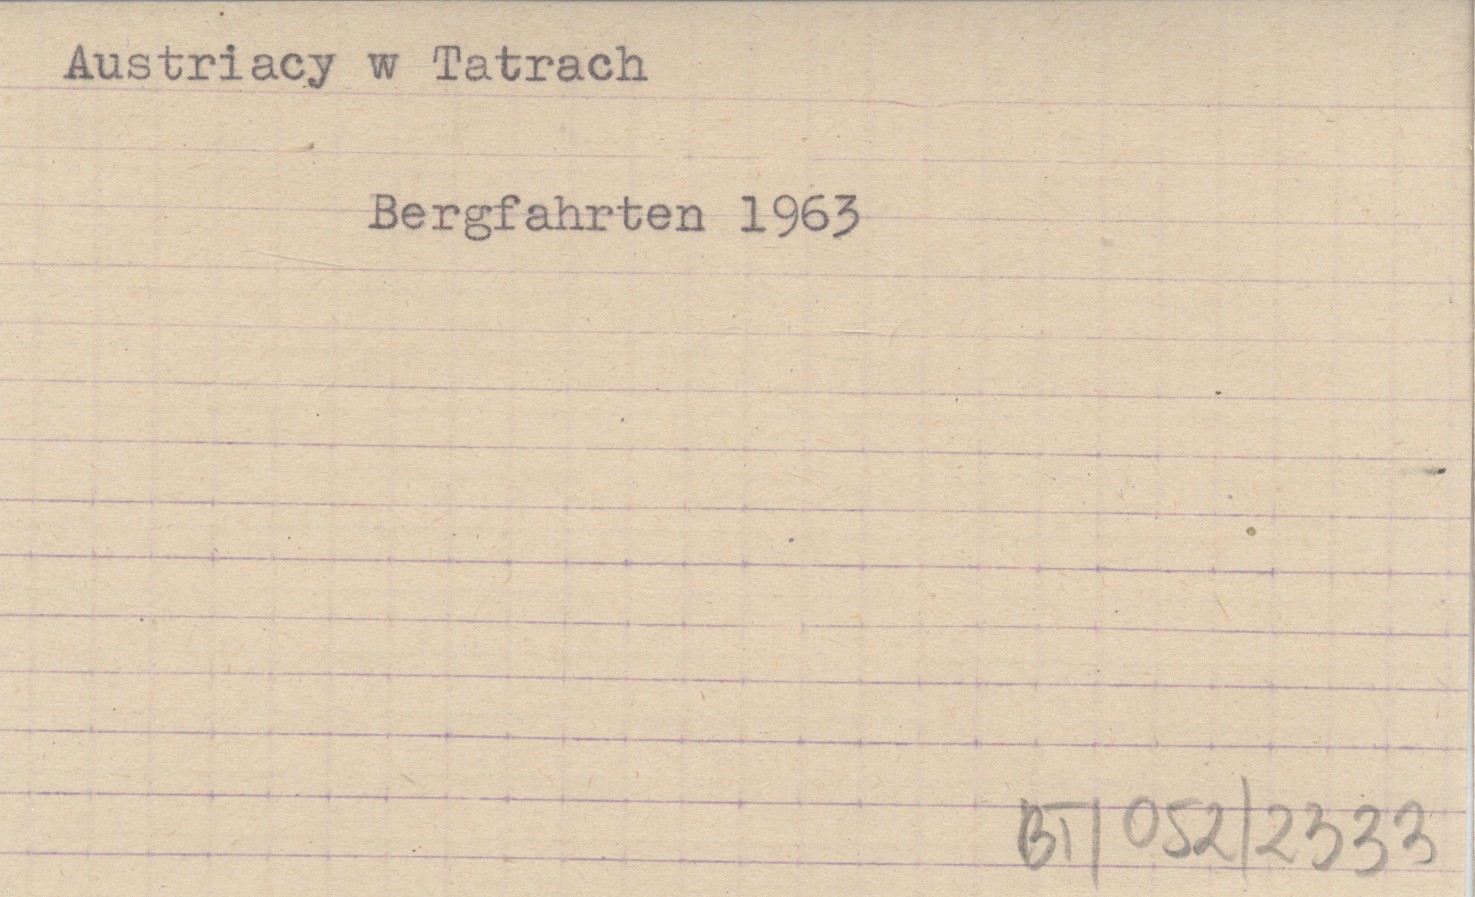 Austriacy w Tatrach
Bergfahrten 1963
BT/052/2333